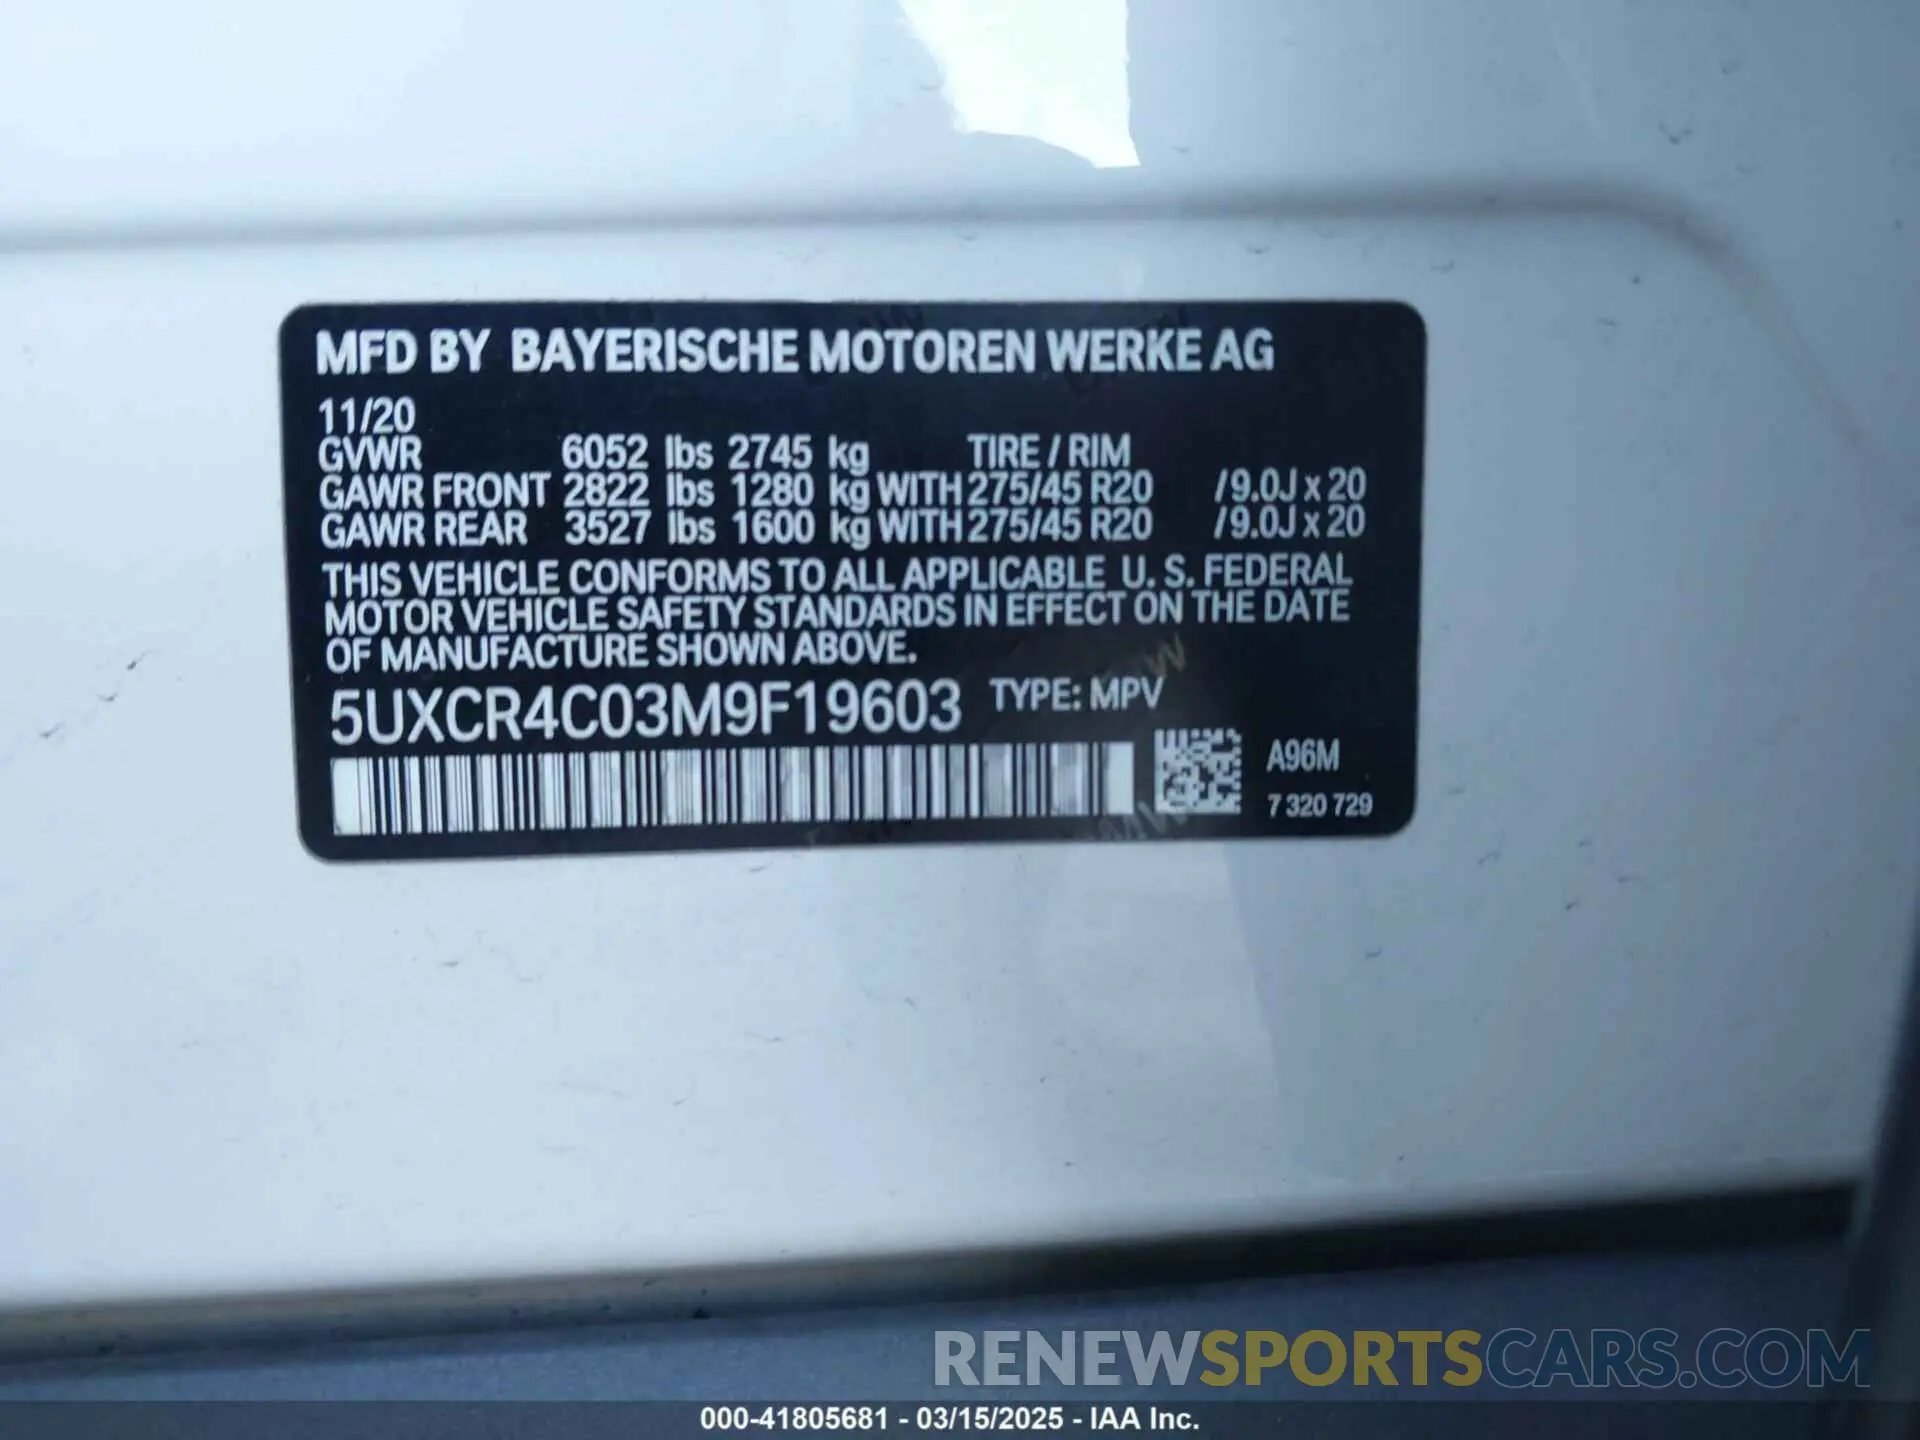 MFD BY BAYERISCHE MOTOREN WERKE AG
11/20
GVWR 6052 lbs 2745 kg TIRE / RIM
GAWR FRONT 2822 lbs 1280 kg WITH 275/45 R20 /9.0J x 20
GAWR REAR 3527 lbs 1600 kg WITH 275/45 R20 /9.0J x 20
THIS VEHICLE CONFORMS TO ALL APPLICABLE U. S. FEDERAL
MOTOR VEHICLE SAFETY STANDARDS IN EFFECT ON THE DATE
OF MANUFACTURE SHOWN ABOVE.
5UXCR4C03M9F19603 TYPE: MPV
A96M
7 320 729
RENEWSPORTSCARS.COM
000-41805681 - 03/15/2025 - IAA Inc.